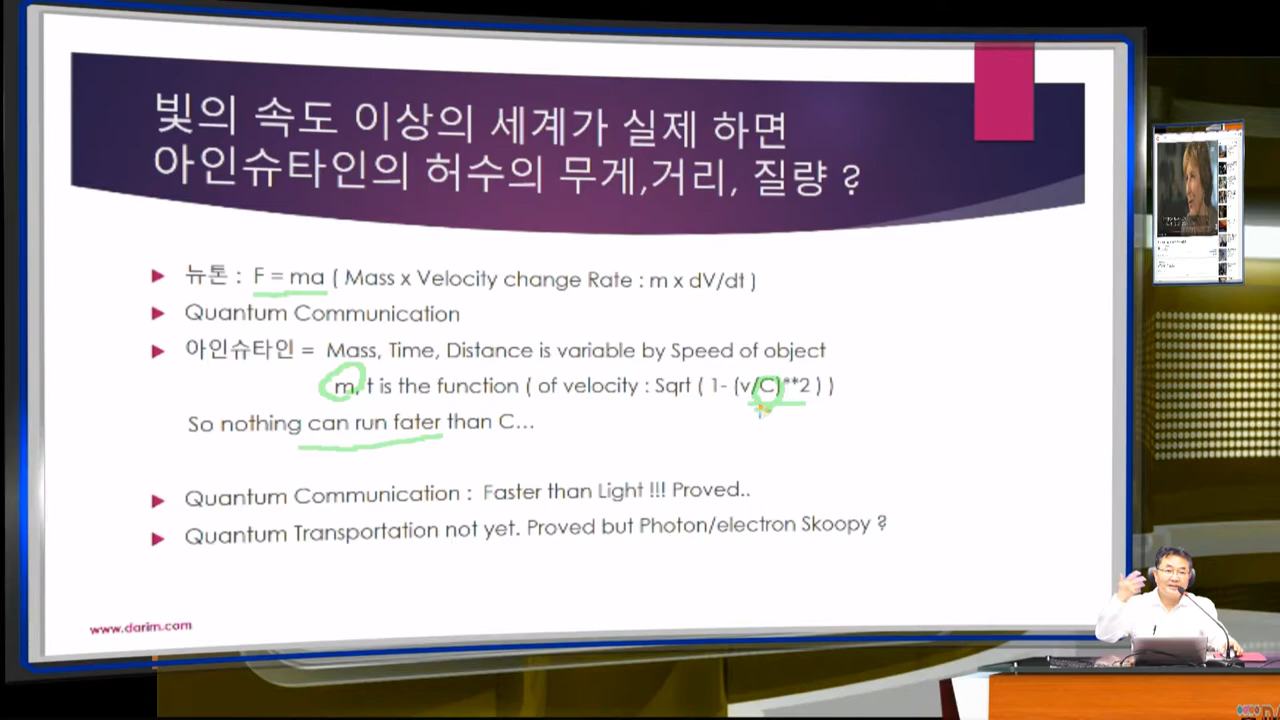 빛의 속도 이상의 세계가 실제 하면
아인슈타인의 허수의 무게,거리, 질량 ?
뉴톤 : F = ma ( Mass x Velocity change Rate : m x dV/dt )
Quantum Communication
아인슈타인 = Mass, Time, Distance is variable by Speed of object
m, t is the function ( of velocity : Sqrt ( 1- (v/C)**2 ) )
So nothing can run fater than C...
Quantum Communication : Faster than Light !!! Proved..
Quantum Transportation not yet. Proved but Photon/electron Skoopy ?
www.darim.com